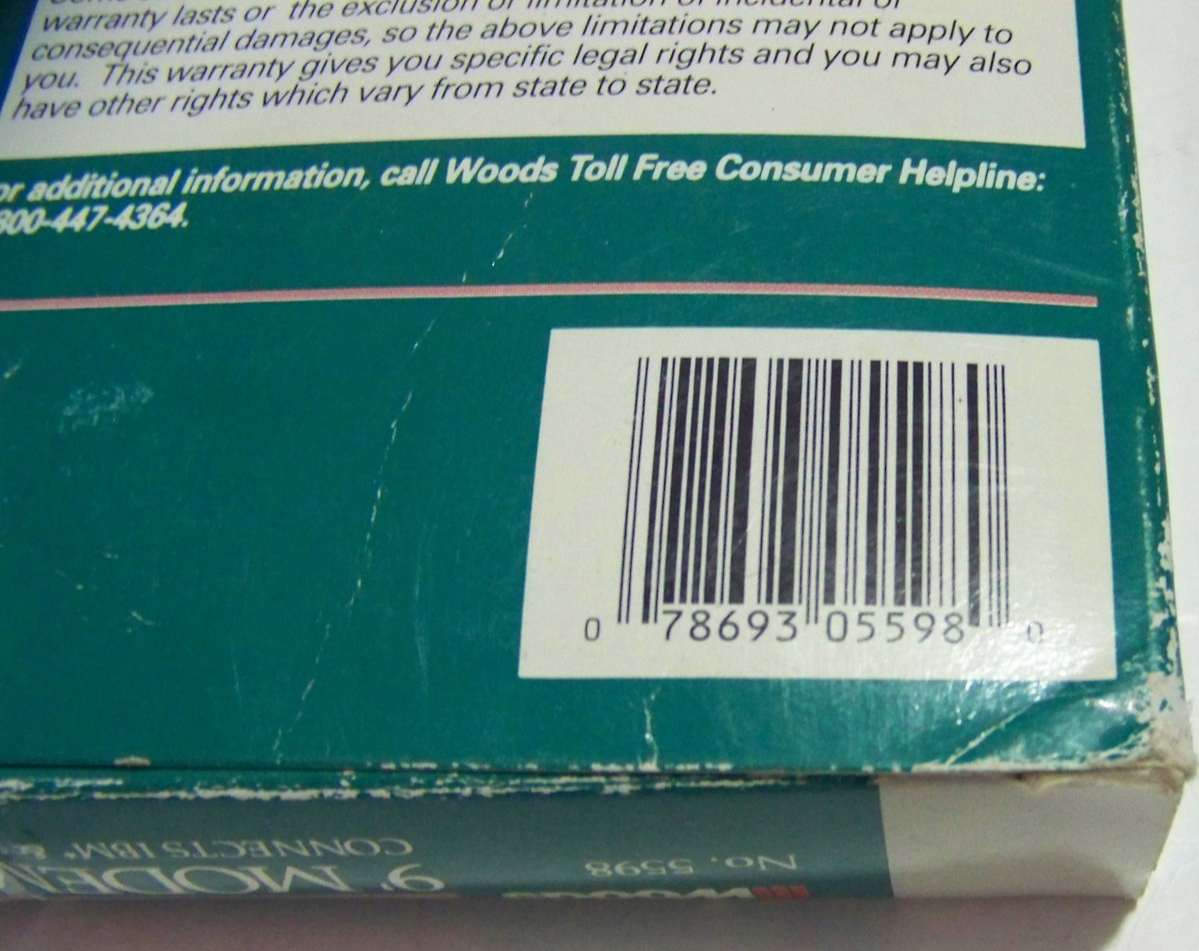 warranty lasts or the exclusion or limitation of incidental or
consequential damages, so the above limitations may not apply to
you. This warranty gives you specific legal rights and you may also
have other rights which vary from state to state.
or additional information, call Woods Toll Free Consumer Helpline:
800-447-4364.
0 78693 05598 0
No. 5598
9' MODEM
CONNECTS IBM* &